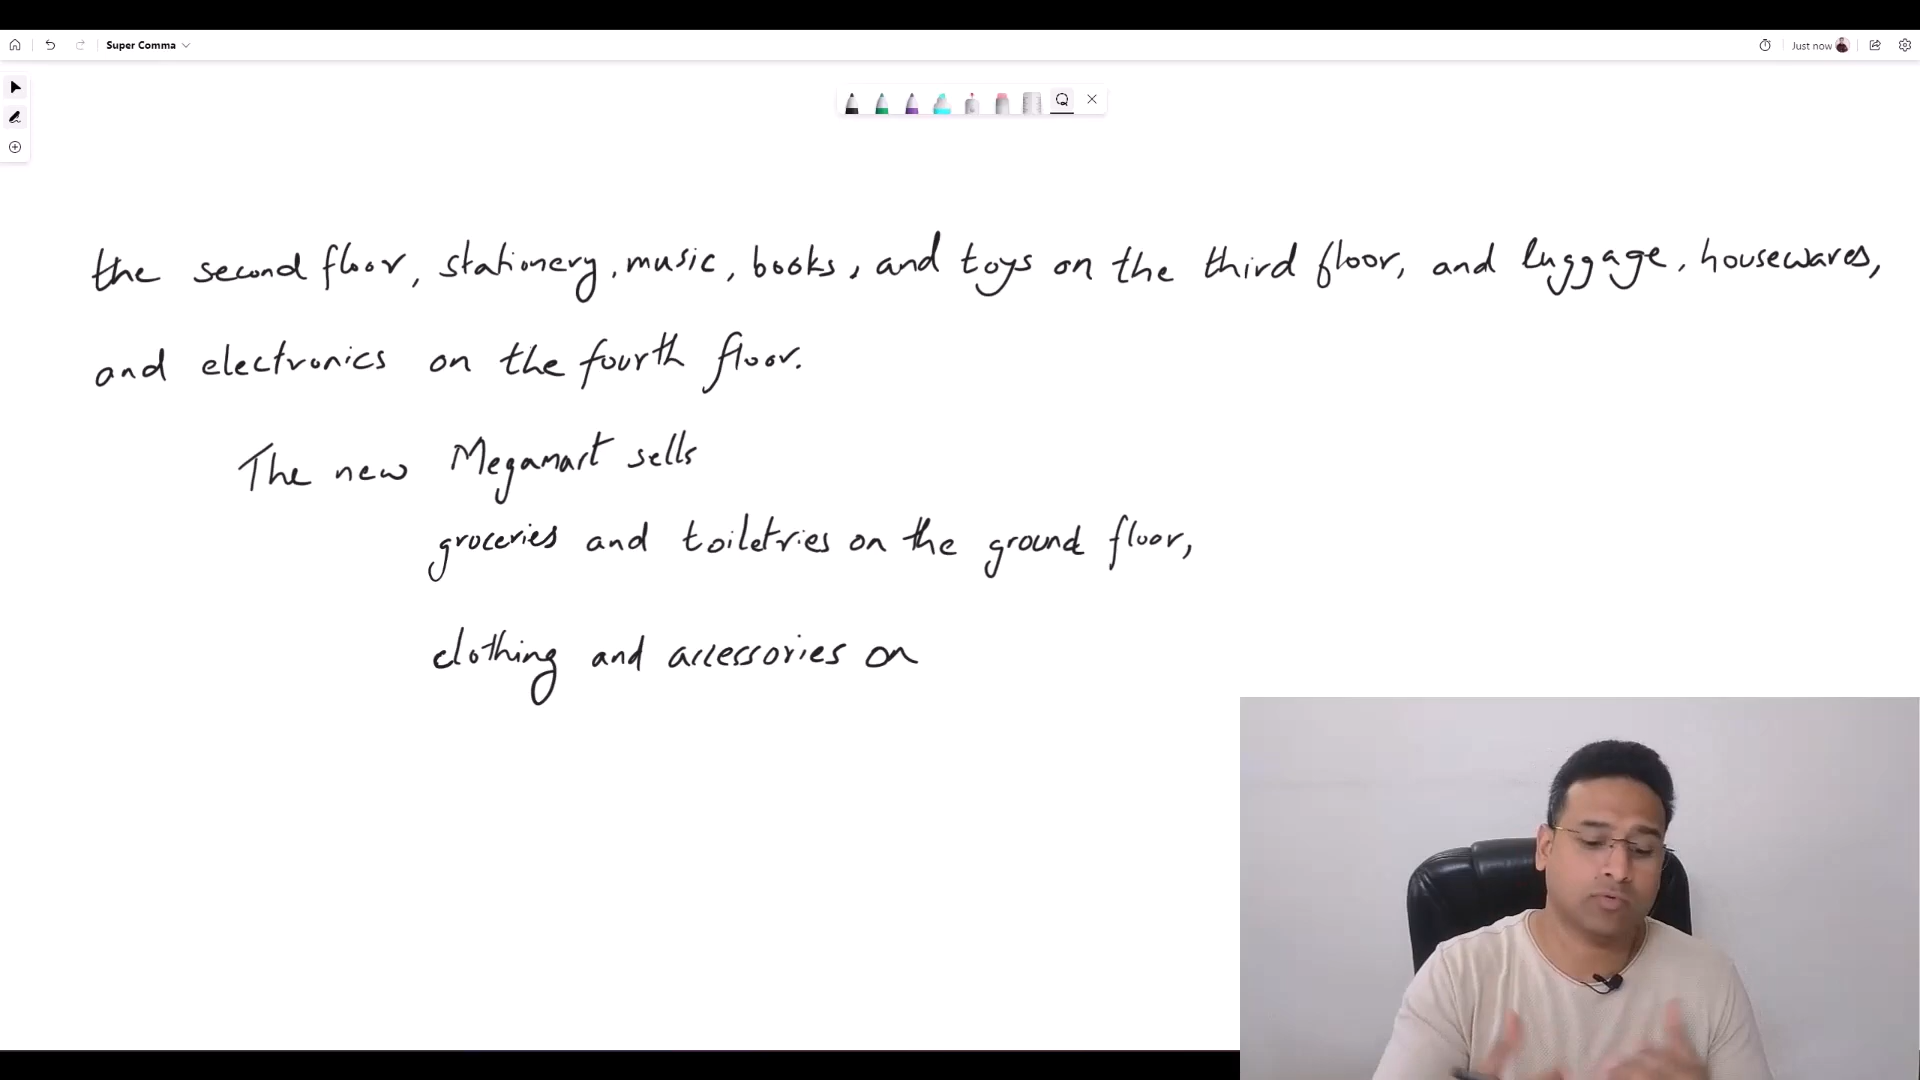 Super Comma
Just now
the second floor, stationery, music, books, and toys on the third floor, and luggage, housewares,
and electronics on the fourth floor.
The new Megamart sells
groceries and toiletries on the ground floor,
clothing and accessories on